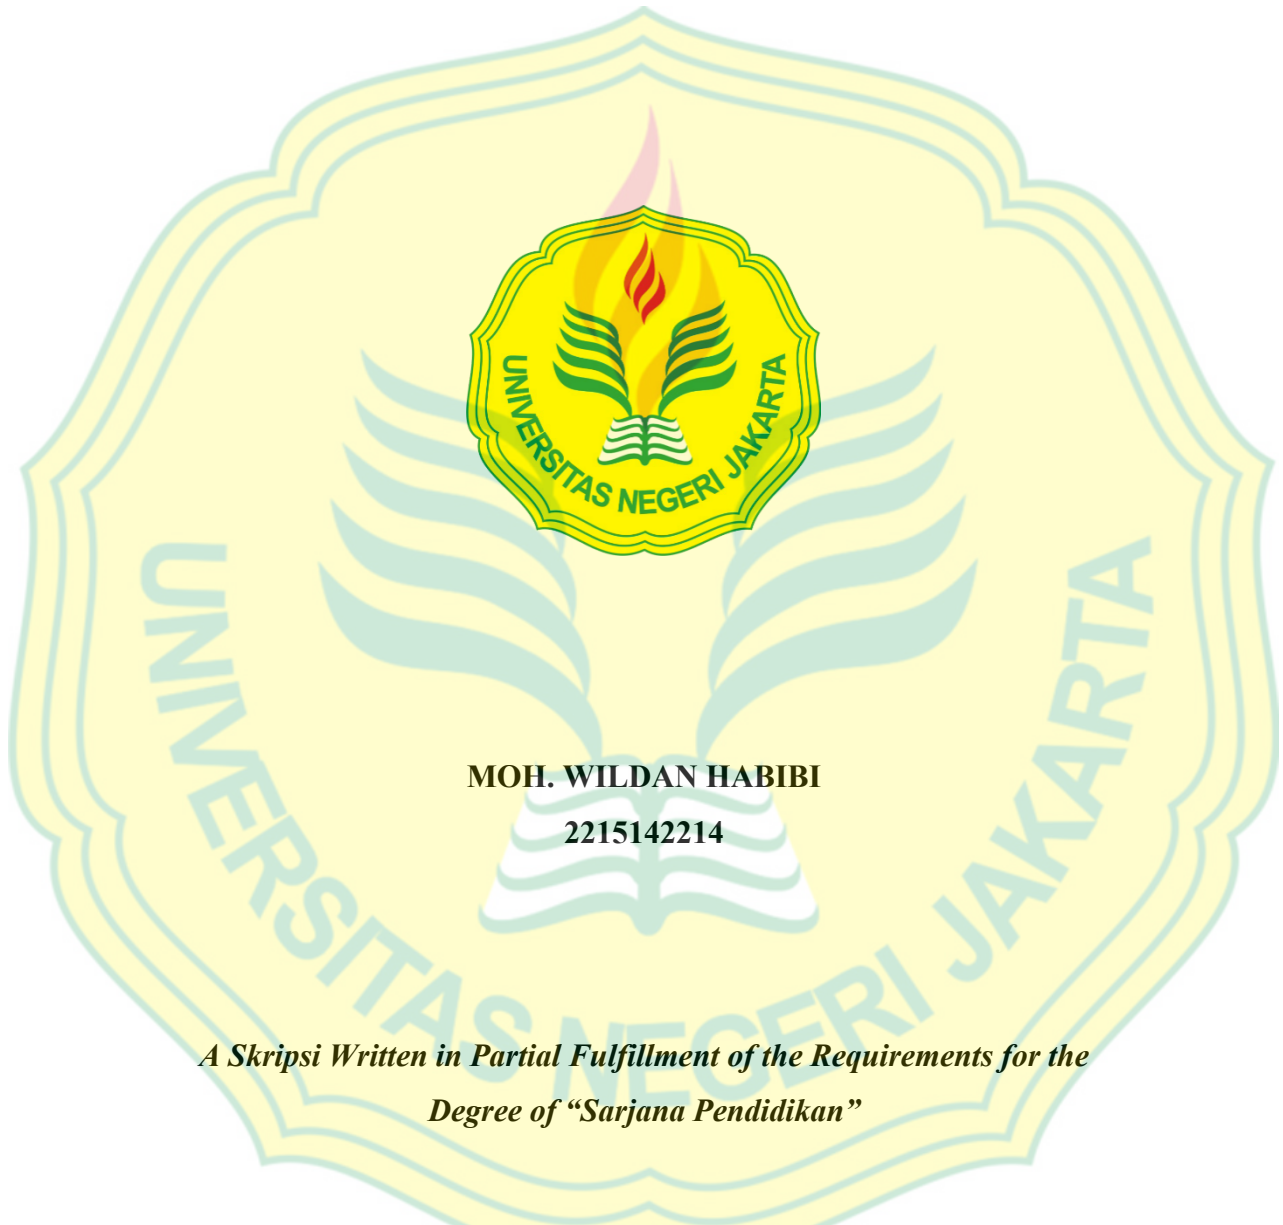 UNIVERSITAS NEGERI JAKARTA
UNIVERSITAS NEGERI JAKARTA
MOH. WILDAN HABIBI
2215142214
A Skripsi Written in Partial Fulfillment of the Requirements for the
Degree of “Sarjana Pendidikan”